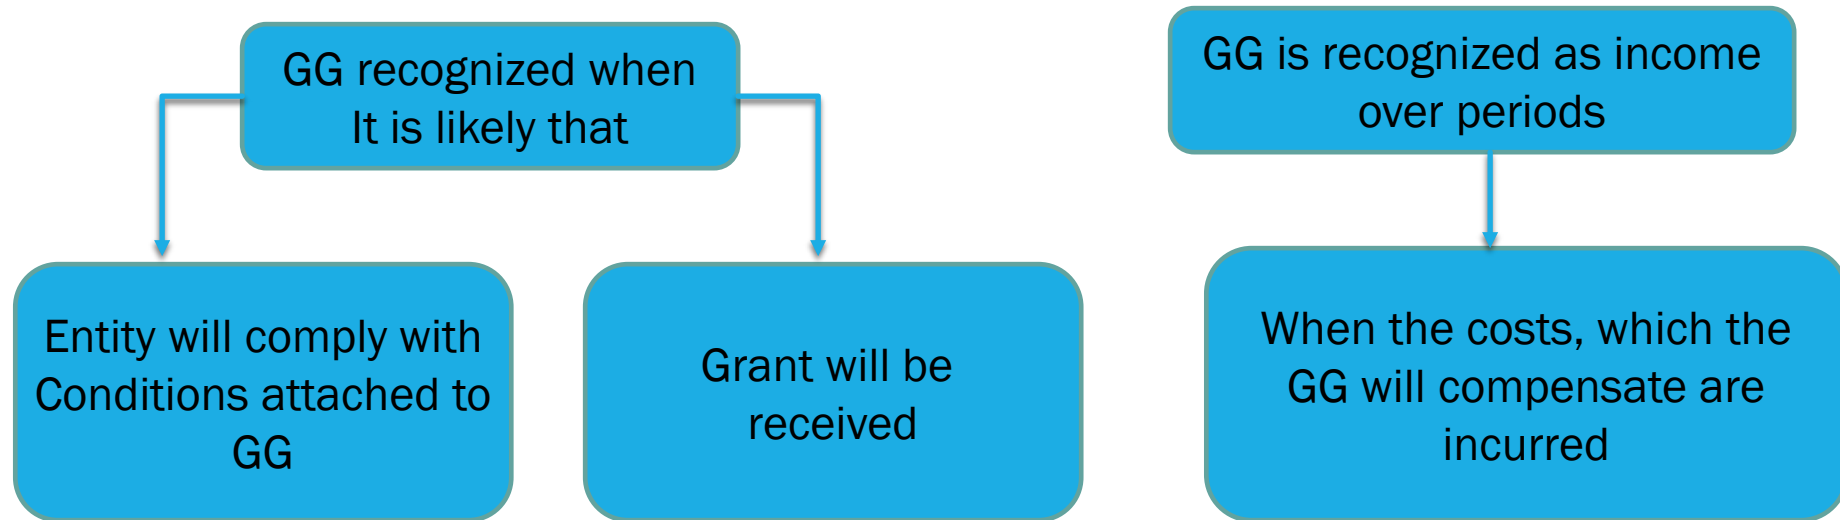 GG recognized when
It is likely that
Entity will comply with
Conditions attached to
GG
Grant will be
received
GG is recognized as income
over periods
When the costs, which the
GG will compensate are
incurred